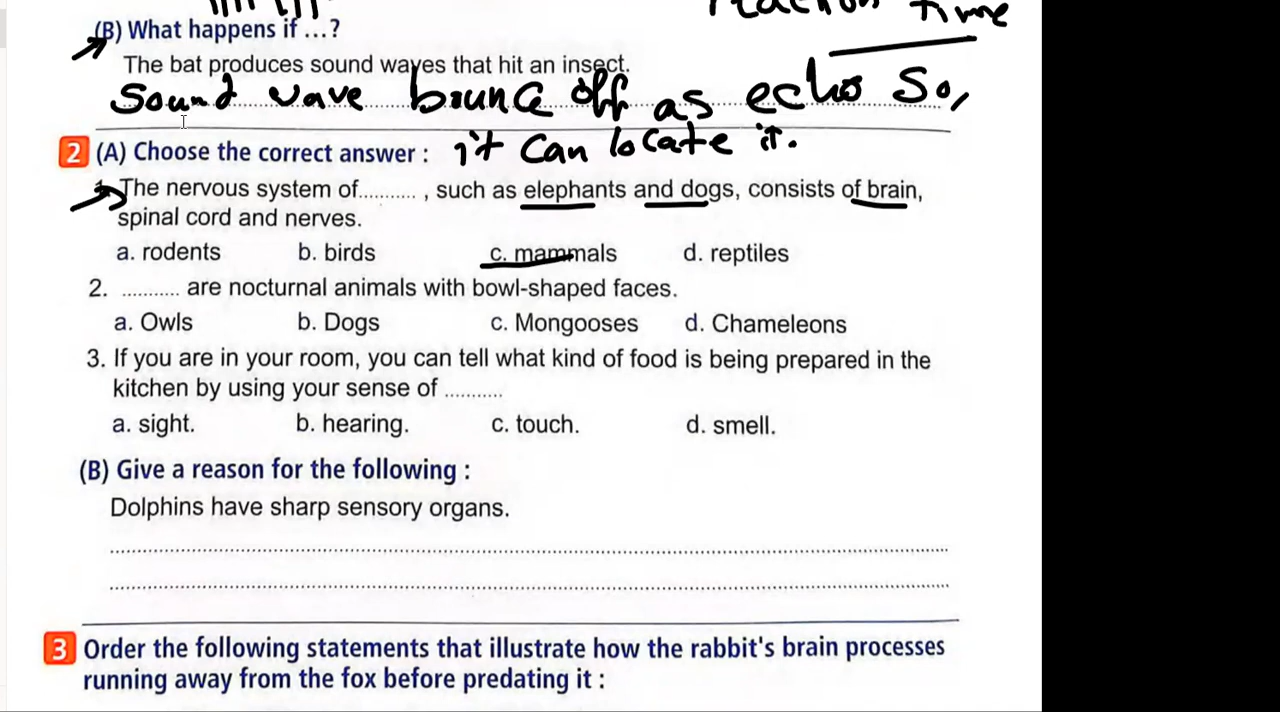 reaction time
(B) What happens if ...?
The bat produces sound waves that hit an insect.
Sound wave bounce off as echo So,
it can locate it.
2 (A) Choose the correct answer :
The nervous system of.......... , such as elephants and dogs, consists of brain,
spinal cord and nerves.
a. rodents b. birds c. mammals d. reptiles
2. .......... are nocturnal animals with bowl-shaped faces.
a. Owls b. Dogs c. Mongooses d. Chameleons
3. If you are in your room, you can tell what kind of food is being prepared in the
kitchen by using your sense of ..........
a. sight. b. hearing. c. touch. d. smell.
(B) Give a reason for the following :
Dolphins have sharp sensory organs.
3 Order the following statements that illustrate how the rabbit's brain processes
running away from the fox before predating it :